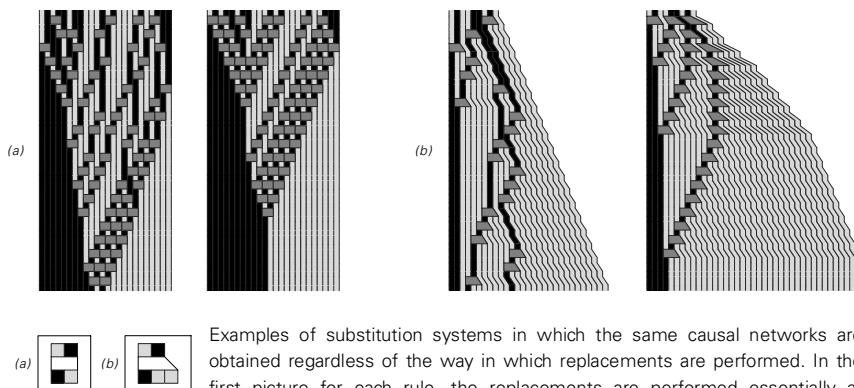 (a)
(b)
(a)
(b)
Examples of substitution systems in which the same causal networks are
obtained regardless of the way in which replacements are performed. In the
first picture for each rule, the replacements are performed essentially